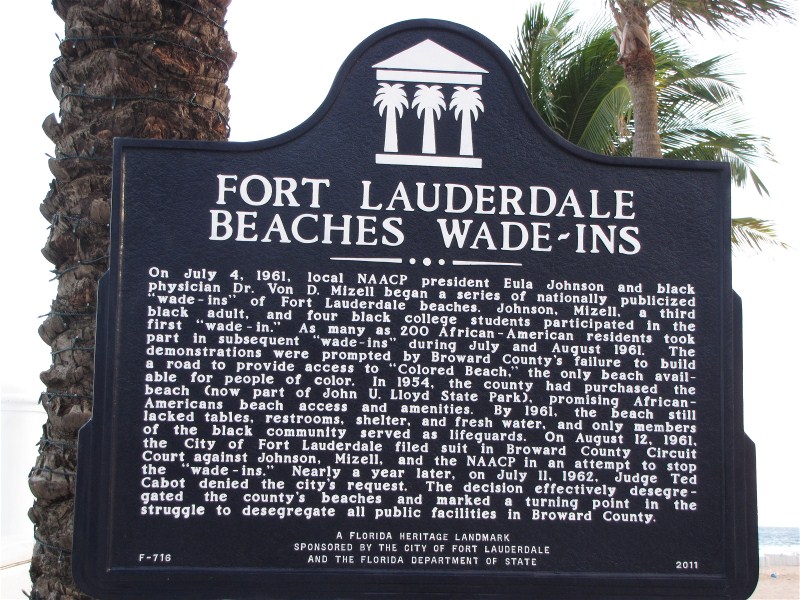 FORT LAUDERDALE
BEACHES WADE-INS
On July 4, 1961, local NAACP president Eula Johnson and black
physician Dr. Von D. Mizell began a series of nationally publicized
"wade-ins" of Fort Lauderdale beaches. Johnson, Mizell, a third
black adult, and four black college students participated in the
first "wade-in." As many as 200 African-American residents took
part in subsequent "wade-ins" during July and August 1961. The
demonstrations were prompted by Broward County's failure to build
a road to provide access to "Colored Beach," the only beach avail-
able for people of color. In 1954, the county had purchased the
beach (now part of John U. Lloyd State Park), promising African-
Americans beach access and amenities. By 1961, the beach still
lacked tables, restrooms, shelter, and fresh water, and only members
of the black community served as lifeguards. On August 12, 1961,
the City of Fort Lauderdale filed suit in Broward County Circuit
Court against Johnson, Mizell, and the NAACP in an attempt to stop
the "wade-ins." Nearly a year later, on July 11, 1962, Judge Ted
Cabot denied the city's request. The decision effectively desegre-
gated the county's beaches and marked a turning point in the
struggle to desegregate all public facilities in Broward County.
A FLORIDA HERITAGE LANDMARK
SPONSORED BY THE CITY OF FORT LAUDERDALE
F-716 AND THE FLORIDA DEPARTMENT OF STATE 2011